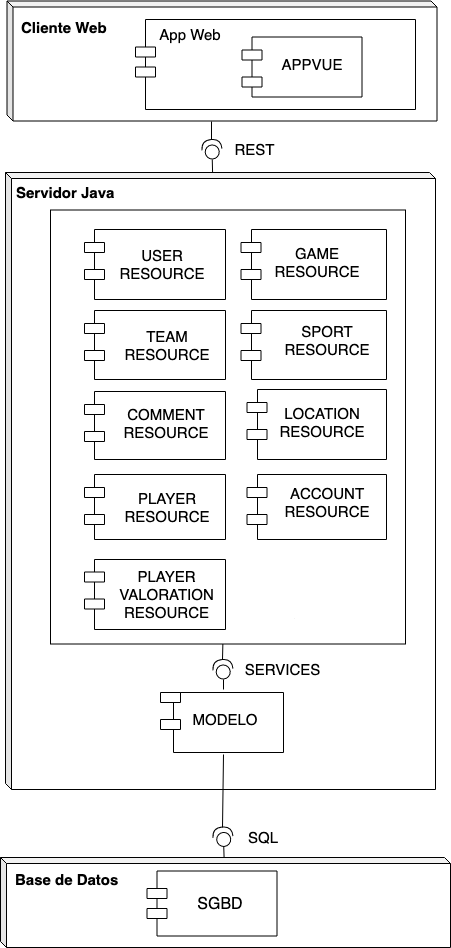 Cliente Web
App Web
APPVUE
REST
Servidor Java
USER
RESOURCE
GAME
RESOURCE
TEAM
RESOURCE
SPORT
RESOURCE
COMMENT
RESOURCE
LOCATION
RESOURCE
PLAYER
RESOURCE
ACCOUNT
RESOURCE
PLAYER
VALORATION
RESOURCE
SERVICES
MODELO
SQL
Base de Datos
SGBD